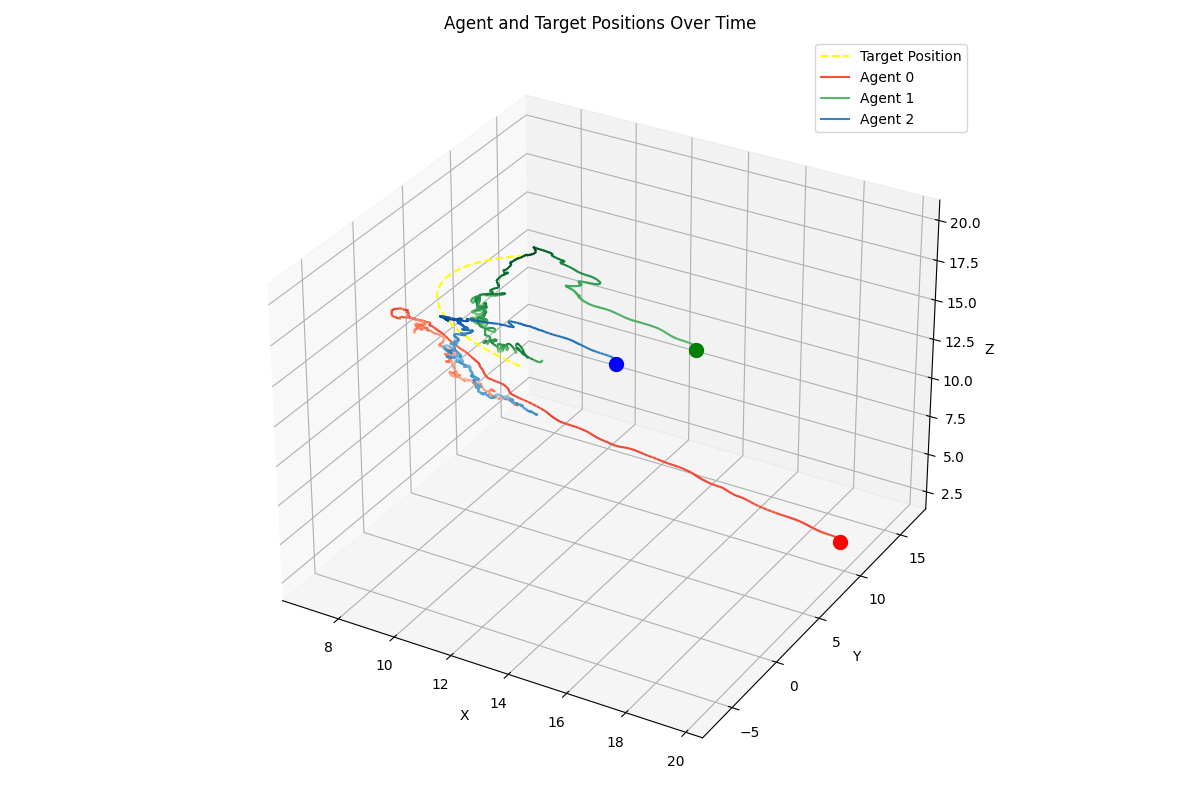 Agent and Target Positions Over Time
Target Position
Agent 0
Agent 1
Agent 2
20.0
17.5
15.0
12.5
10.0
7.5
5.0
2.5
Z
15
10
5
0
−5
Y
8
10
12
14
16
18
20
X